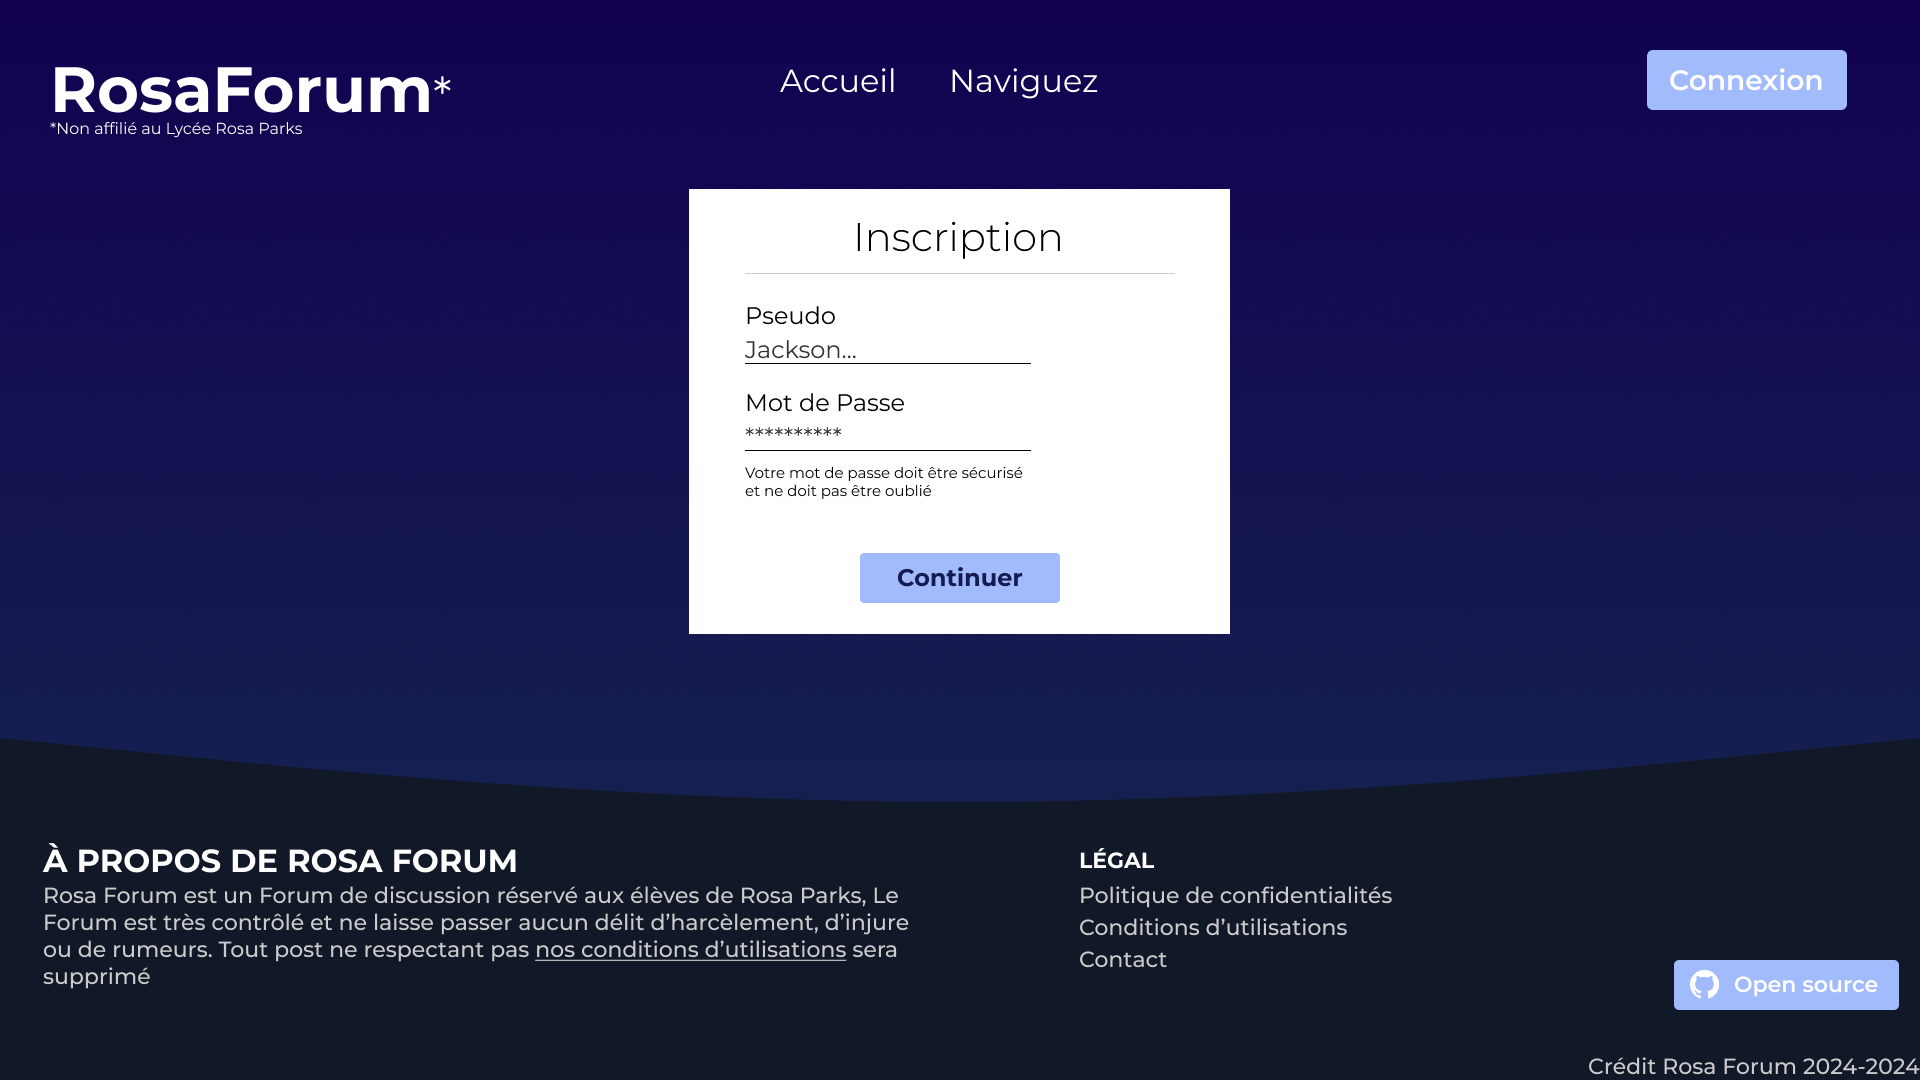 RosaForum*
*Non affilié au Lycée Rosa Parks
Accueil
Naviguez
Connexion
Inscription
Pseudo
Jackson...
Mot de Passe
**********
Votre mot de passe doit être sécurisé
et ne doit pas être oublié
Continuer
À PROPOS DE ROSA FORUM
Rosa Forum est un Forum de discussion réservé aux élèves de Rosa Parks, Le
Forum est très contrôlé et ne laisse passer aucun délit d’harcèlement, d’injure
ou de rumeurs. Tout post ne respectant pas nos conditions d’utilisations sera
supprimé
LÉGAL
Politique de confidentialités
Conditions d’utilisations
Contact
Open source
Crédit Rosa Forum 2024-2024